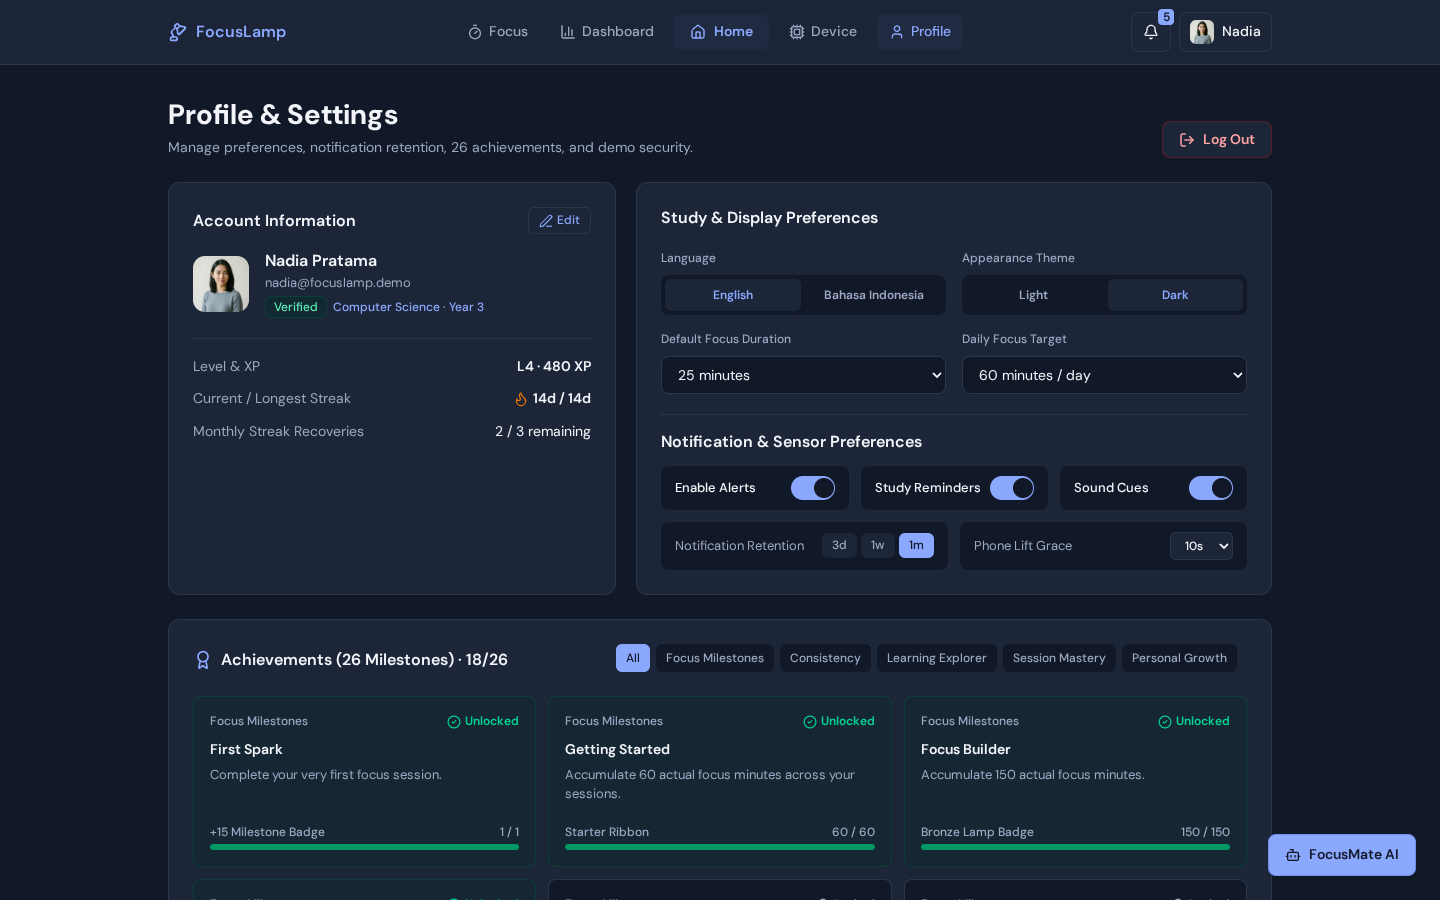 FocusLamp
Focus
Dashboard
Home
Device
Profile
5
Nadia
Profile & Settings
Manage preferences, notification retention, 26 achievements, and demo security.
Log Out
Account Information
Edit
Nadia Pratama
nadia@focuslamp.demo
Verified
Computer Science · Year 3
Level & XP
L4 · 480 XP
Current / Longest Streak
14d / 14d
Monthly Streak Recoveries
2 / 3 remaining
Study & Display Preferences
Language
Appearance Theme
English
Bahasa Indonesia
Light
Dark
Default Focus Duration
Daily Focus Target
25 minutes
60 minutes / day
Notification & Sensor Preferences
Enable Alerts
Study Reminders
Sound Cues
Notification Retention
3d
1w
1m
Phone Lift Grace
10s
Achievements (26 Milestones) · 18/26
All
Focus Milestones
Consistency
Learning Explorer
Session Mastery
Personal Growth
Focus Milestones
Unlocked
First Spark
Complete your very first focus session.
+15 Milestone Badge
1 / 1
Focus Milestones
Unlocked
Getting Started
Accumulate 60 actual focus minutes across your
sessions.
Starter Ribbon
60 / 60
Focus Milestones
Unlocked
Focus Builder
Accumulate 150 actual focus minutes.
Bronze Lamp Badge
150 / 150
FocusMate AI